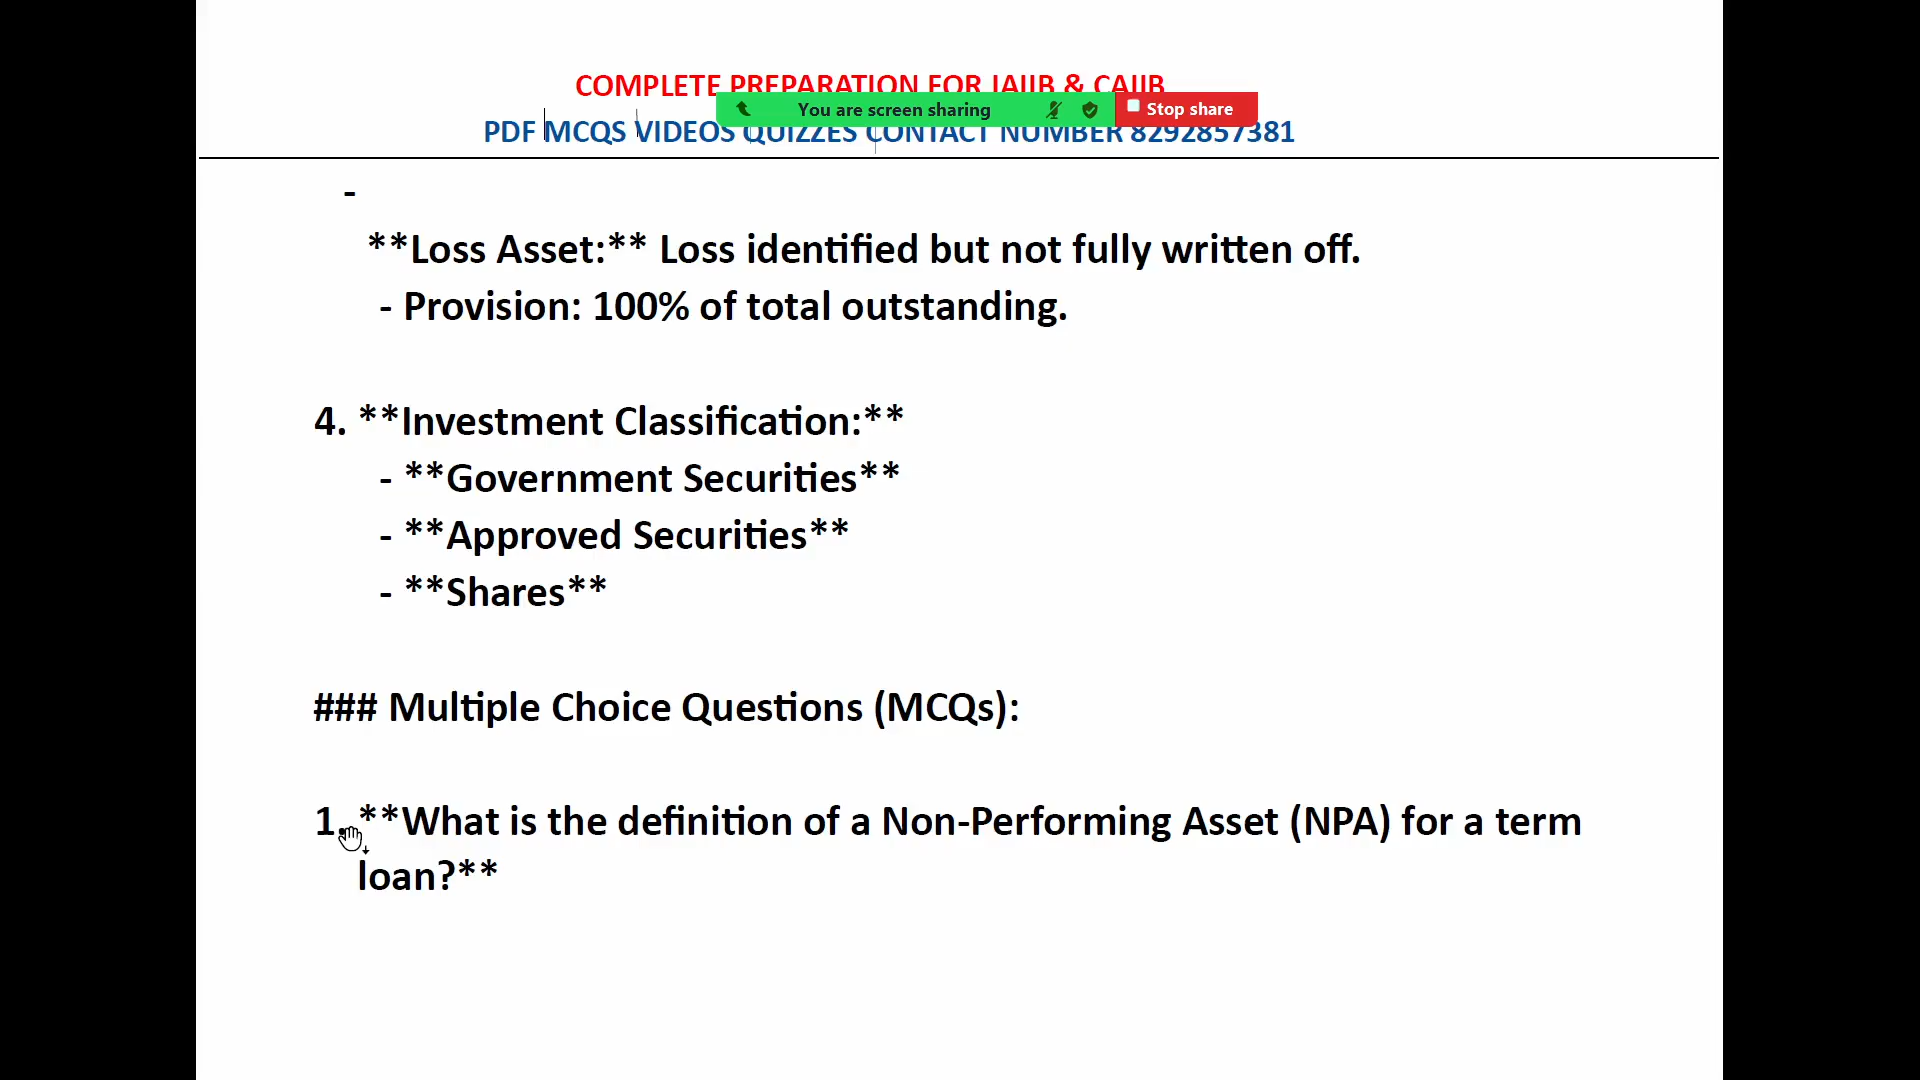 COMPLETE PREPARATION FOR JAIIB & CAIIB
You are screen sharing
Stop share
PDF MCQS VIDEOS QUIZZES CONTACT NUMBER 8292857381
-
**Loss Asset:** Loss identified but not fully written off.
- Provision: 100% of total outstanding.
4. **Investment Classification:**
- **Government Securities**
- **Approved Securities**
- **Shares**
### Multiple Choice Questions (MCQs):
1. **What is the definition of a Non-Performing Asset (NPA) for a term
loan?**